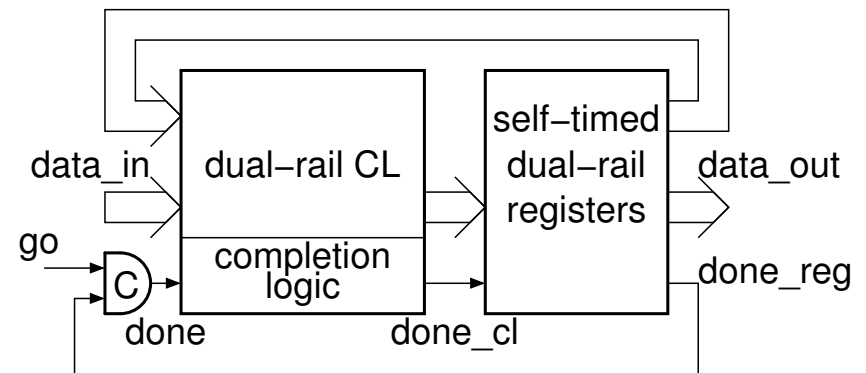 self−timed
dual−rail
registers
data_in
dual−rail CL
data_out
go
completion
logic
done_reg
C
done
done_cl